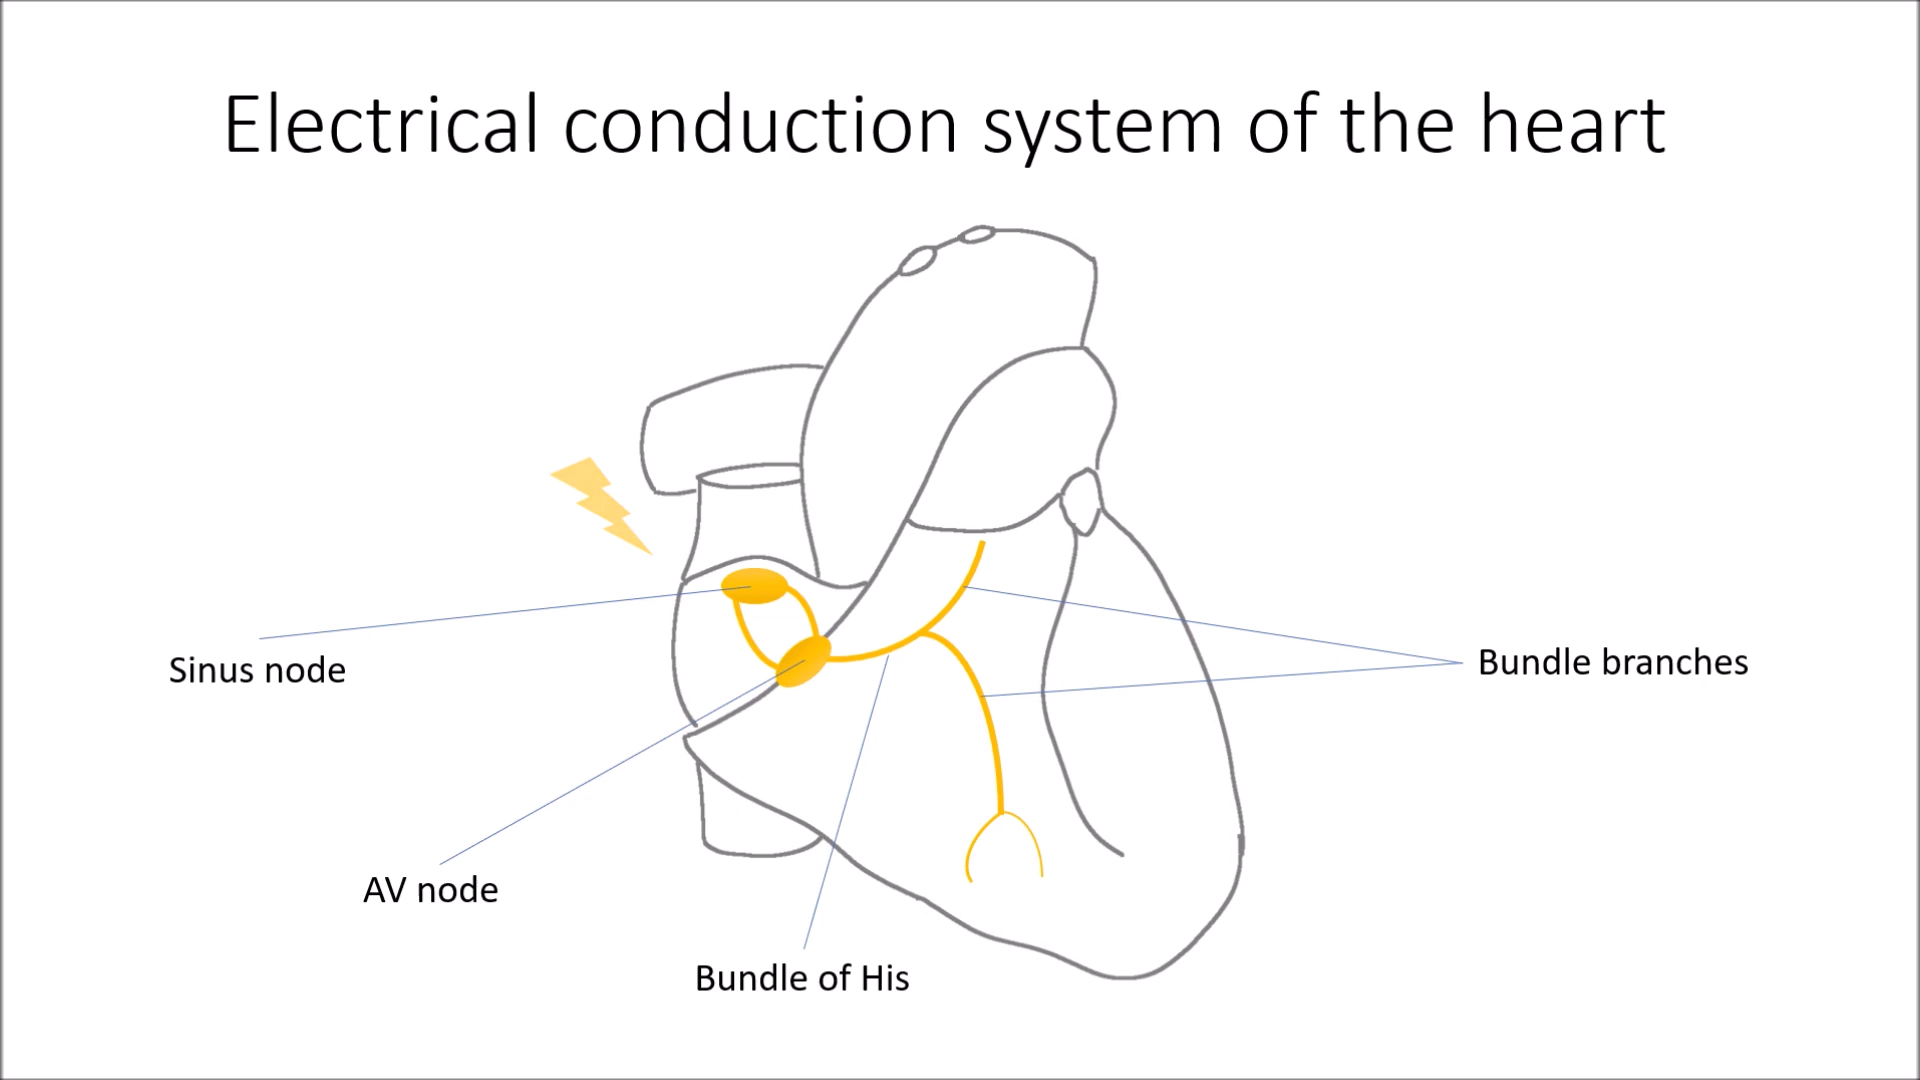 Electrical conduction system of the heart
Sinus node
Bundle branches
AV node
Bundle of His